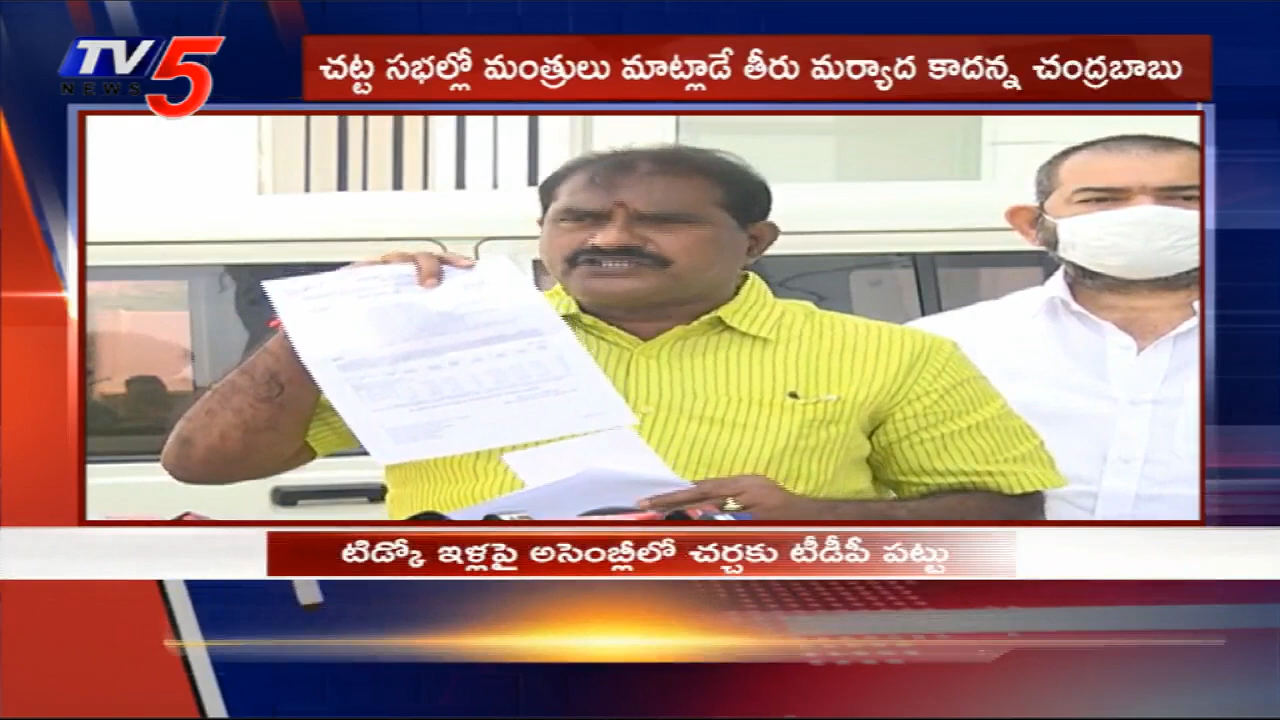 TV5
NEWS
చట్ట సభల్లో మంత్రులు మాట్లాడే తీరు మర్యాద కాదన్న చంద్రబాబు
టిడ్కో ఇళ్లపై అసెంబ్లీలో చర్చకు టీడీపీ పట్టు